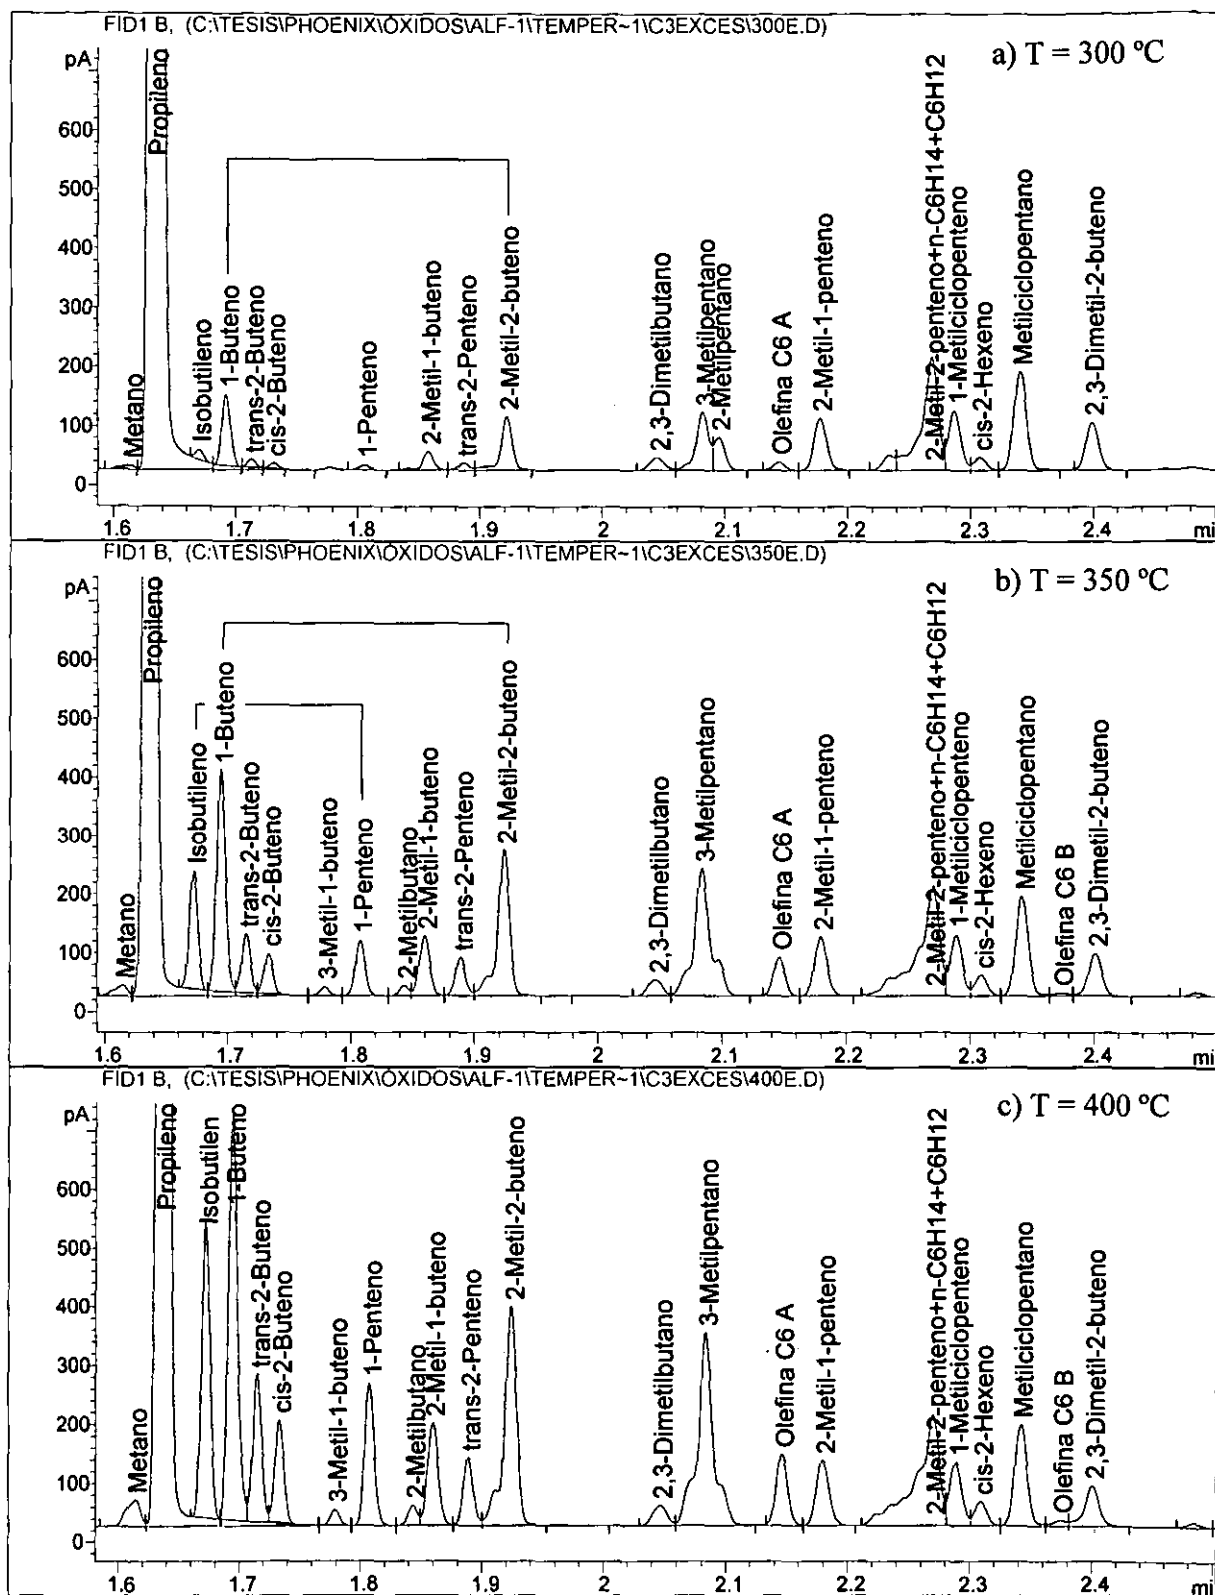 FID1 B, (C:\TESIS\PHOENIX\OXIDOS\ALF-1\TEMPER~1\C3EXCES\300E.D)
a) T = 300 ºC
pA
600
500
400
300
200
100
0
Metano
Propileno
Isobutileno
1-Buteno
trans-2-Buteno
cis-2-Buteno
1-Penteno
2-Metil-1-buteno
trans-2-Penteno
2-Metil-2-buteno
2,3-Dimetilbutano
3-Metilpentano
2-Metilpentano
Olefina C6 A
2-Metil-1-penteno
2-Metil-2-penteno+n-C6H14+C6H12
1-Metilciclopenteno
cis-2-Hexeno
Metilciclopentano
2,3-Dimetil-2-buteno
1.6 1.7 1.8 1.9 2 2.1 2.2 2.3 2.4 mi
FID1 B, (C:\TESIS\PHOENIX\OXIDOS\ALF-1\TEMPER~1\C3EXCES\350E.D)
b) T = 350 ºC
pA
600
500
400
300
200
100
0
Metano
Propileno
Isobutileno
1-Buteno
trans-2-Buteno
cis-2-Buteno
3-Metil-1-buteno
1-Penteno
2-Metilbutano
2-Metil-1-buteno
trans-2-Penteno
2-Metil-2-buteno
2,3-Dimetilbutano
3-Metilpentano
Olefina C6 A
2-Metil-1-penteno
2-Metil-2-penteno+n-C6H14+C6H12
1-Metilciclopenteno
cis-2-Hexeno
Metilciclopentano
Olefina C6 B
2,3-Dimetil-2-buteno
1.6 1.7 1.8 1.9 2 2.1 2.2 2.3 2.4 mi
FID1 B, (C:\TESIS\PHOENIX\OXIDOS\ALF-1\TEMPER~1\C3EXCES\400E.D)
c) T = 400 ºC
pA
600
500
400
300
200
100
0
Metano
Propileno
Isobutilen
1-Buteno
trans-2-Buteno
cis-2-Buteno
3-Metil-1-buteno
1-Penteno
2-Metilbutano
2-Metil-1-buteno
trans-2-Penteno
2-Metil-2-buteno
2,3-Dimetilbutano
3-Metilpentano
Olefina C6 A
2-Metil-1-penteno
2-Metil-2-penteno+n-C6H14+C6H12
1-Metilciclopenteno
cis-2-Hexeno
Metilciclopentano
Olefina C6 B
2,3-Dimetil-2-buteno
1.6 1.7 1.8 1.9 2 2.1 2.2 2.3 2.4 mi